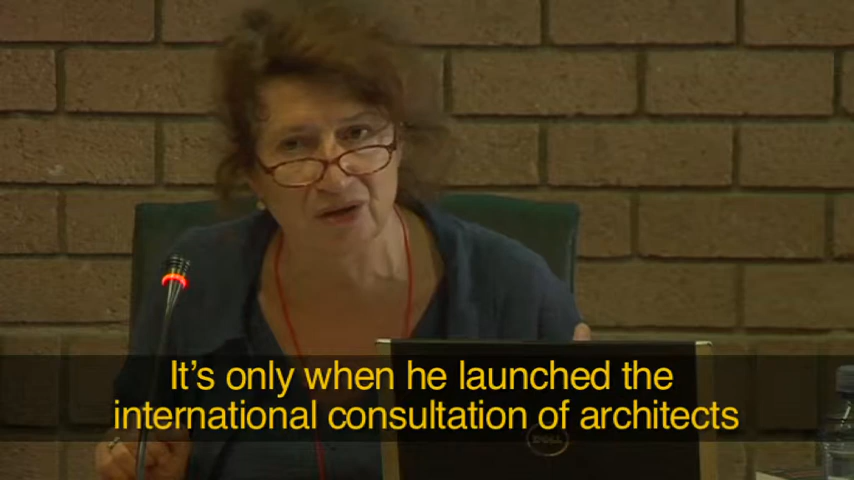 It's only when he launched the
international consultation of architects
DELL